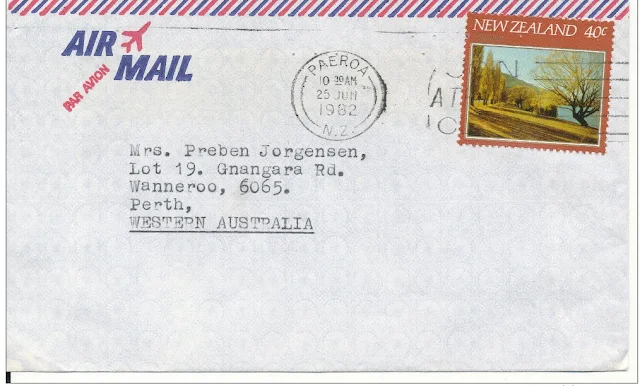 NEW ZEALAND 40c
AIR
MAIL
PAR AVION
PAEROA
10 30AM
25 JUN
1982
N.Z.
Mrs. Preben Jorgensen,
Lot 19. Gnangara Rd.
Wanneroo, 6065.
Perth,
WESTERN AUSTRALIA